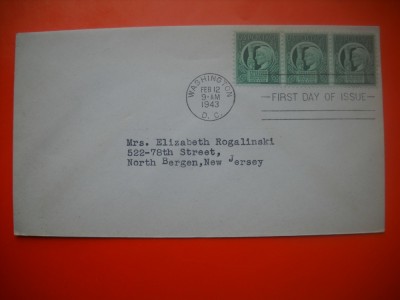 WASHINGTON
FEB 12
9-AM
1943
D. C.
FIRST DAY OF ISSUE
Mrs. Elizabeth Rogalinski
522-78th Street,
North Bergen,New Jersey